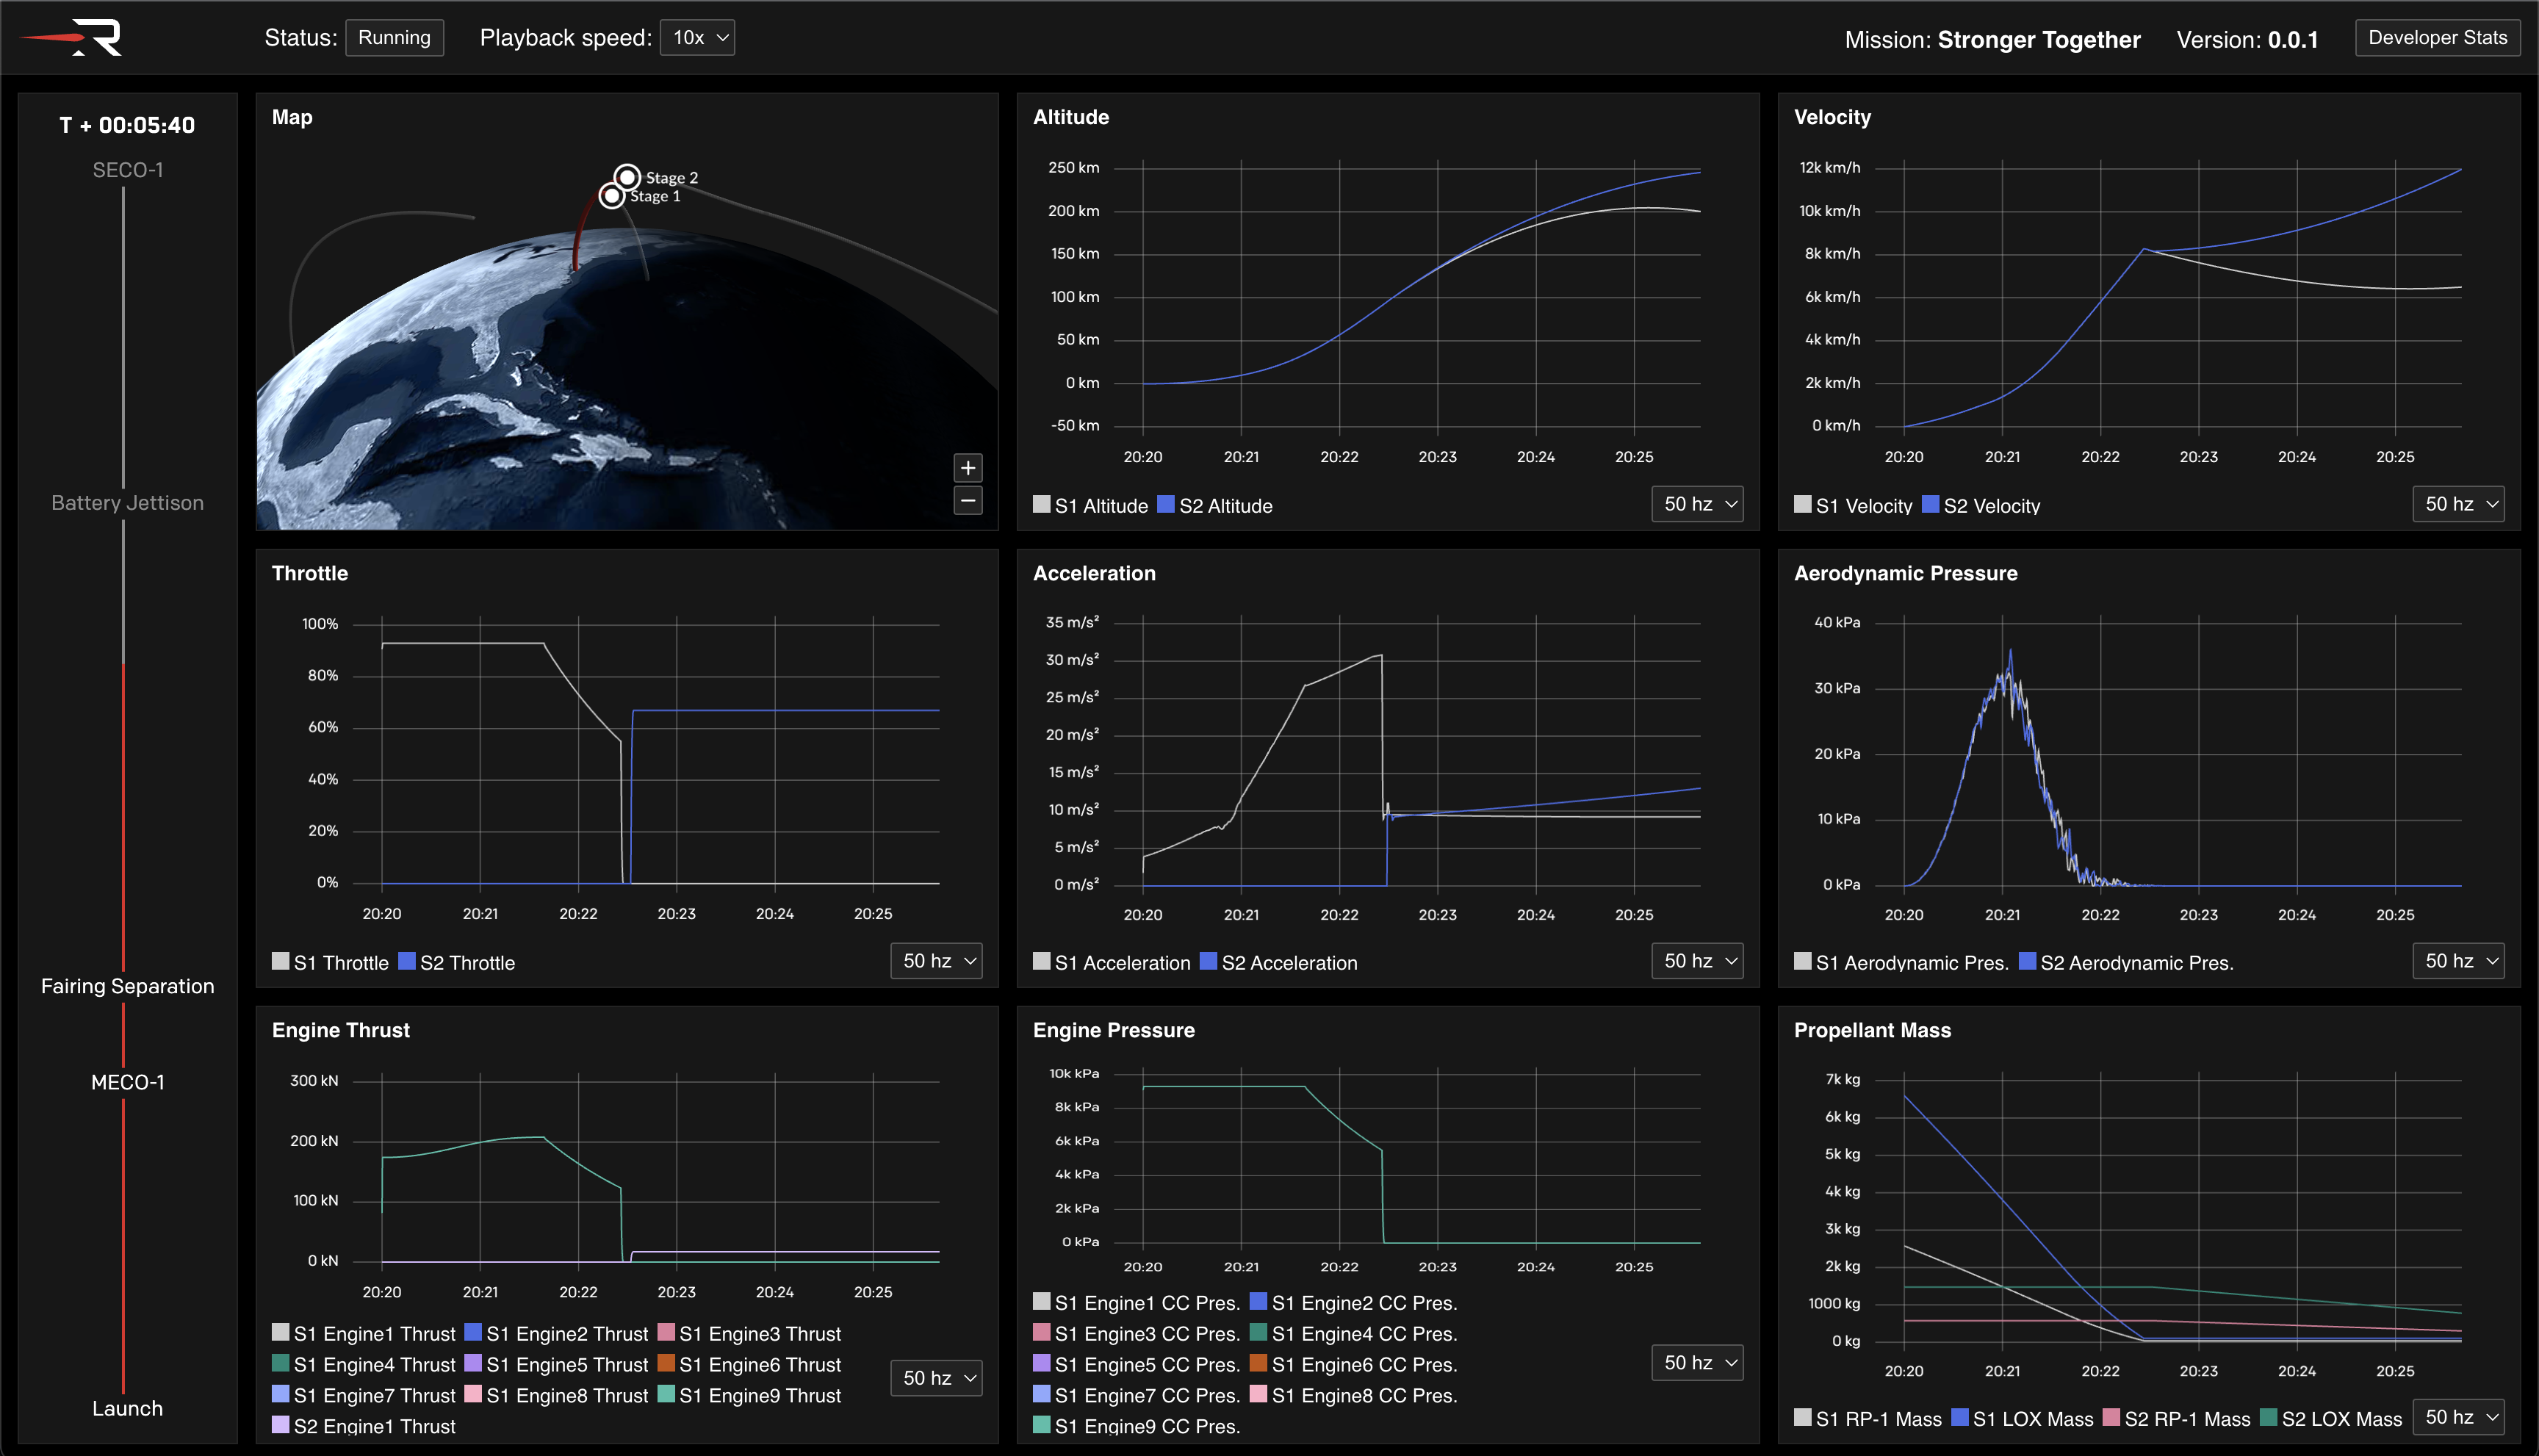 Status: Running Playback speed: 10x Mission: Stronger Together Version: 0.0.1 Developer Stats
T + 00:05:40
SECO-1
Battery Jettison
Fairing Separation
MECO-1
Launch
Map
Stage 2
Stage 1
+
−
Altitude
250 km
200 km
150 km
100 km
50 km
0 km
-50 km
20:20 20:21 20:22 20:23 20:24 20:25
S1 Altitude S2 Altitude 50 hz
Velocity
12k km/h
10k km/h
8k km/h
6k km/h
4k km/h
2k km/h
0 km/h
20:20 20:21 20:22 20:23 20:24 20:25
S1 Velocity S2 Velocity 50 hz
Throttle
100%
80%
60%
40%
20%
0%
20:20 20:21 20:22 20:23 20:24 20:25
S1 Throttle S2 Throttle 50 hz
Acceleration
35 m/s²
30 m/s²
25 m/s²
20 m/s²
15 m/s²
10 m/s²
5 m/s²
0 m/s²
20:20 20:21 20:22 20:23 20:24 20:25
S1 Acceleration S2 Acceleration 50 hz
Aerodynamic Pressure
40 kPa
30 kPa
20 kPa
10 kPa
0 kPa
20:20 20:21 20:22 20:23 20:24 20:25
S1 Aerodynamic Pres. S2 Aerodynamic Pres. 50 hz
Engine Thrust
300 kN
200 kN
100 kN
0 kN
20:20 20:21 20:22 20:23 20:24 20:25
S1 Engine1 Thrust S1 Engine2 Thrust S1 Engine3 Thrust
S1 Engine4 Thrust S1 Engine5 Thrust S1 Engine6 Thrust
S1 Engine7 Thrust S1 Engine8 Thrust S1 Engine9 Thrust
S2 Engine1 Thrust
50 hz
Engine Pressure
10k kPa
8k kPa
6k kPa
4k kPa
2k kPa
0 kPa
20:20 20:21 20:22 20:23 20:24 20:25
S1 Engine1 CC Pres. S1 Engine2 CC Pres.
S1 Engine3 CC Pres. S1 Engine4 CC Pres.
S1 Engine5 CC Pres. S1 Engine6 CC Pres.
S1 Engine7 CC Pres. S1 Engine8 CC Pres.
S1 Engine9 CC Pres.
50 hz
Propellant Mass
7k kg
6k kg
5k kg
4k kg
3k kg
2k kg
1000 kg
0 kg
20:20 20:21 20:22 20:23 20:24 20:25
S1 RP-1 Mass S1 LOX Mass S2 RP-1 Mass S2 LOX Mass 50 hz